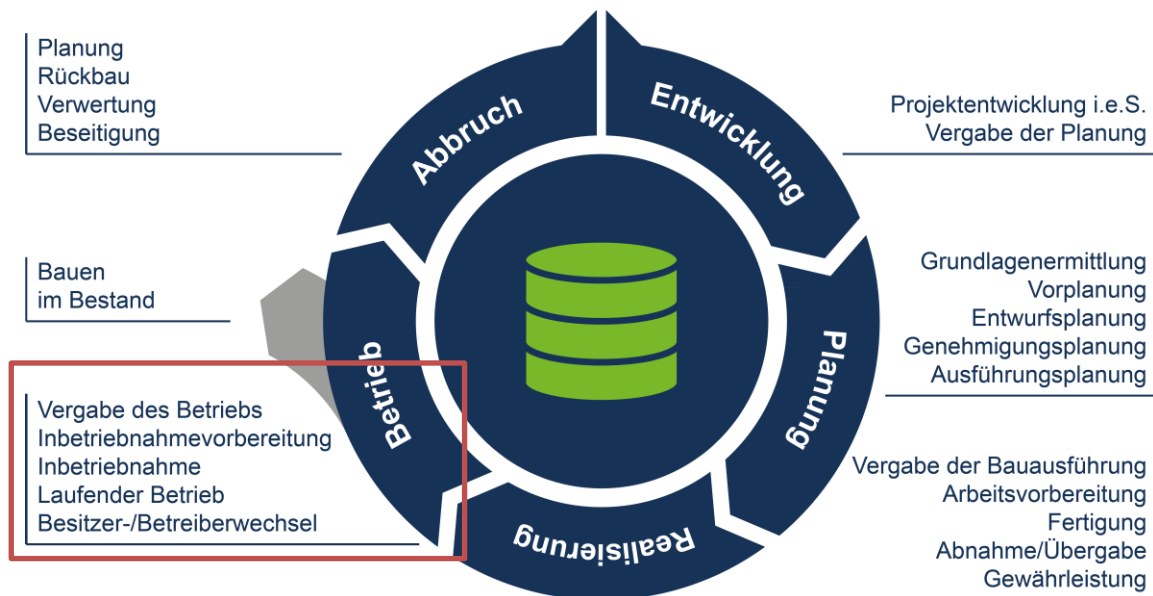 Planung
Rückbau
Verwertung
Beseitigung
Abbruch
Entwicklung
Projektentwicklung i.e.S.
Vergabe der Planung
Bauen
im Bestand
Grundlagenermittlung
Vorplanung
Entwurfsplanung
Genehmigungsplanung
Ausführungsplanung
Betrieb
Planung
Vergabe des Betriebs
Inbetriebnahmevorbereitung
Inbetriebnahme
Laufender Betrieb
Besitzer-/Betreiberwechsel
Realisierung
Vergabe der Bauausführung
Arbeitsvorbereitung
Fertigung
Abnahme/Übergabe
Gewährleistung